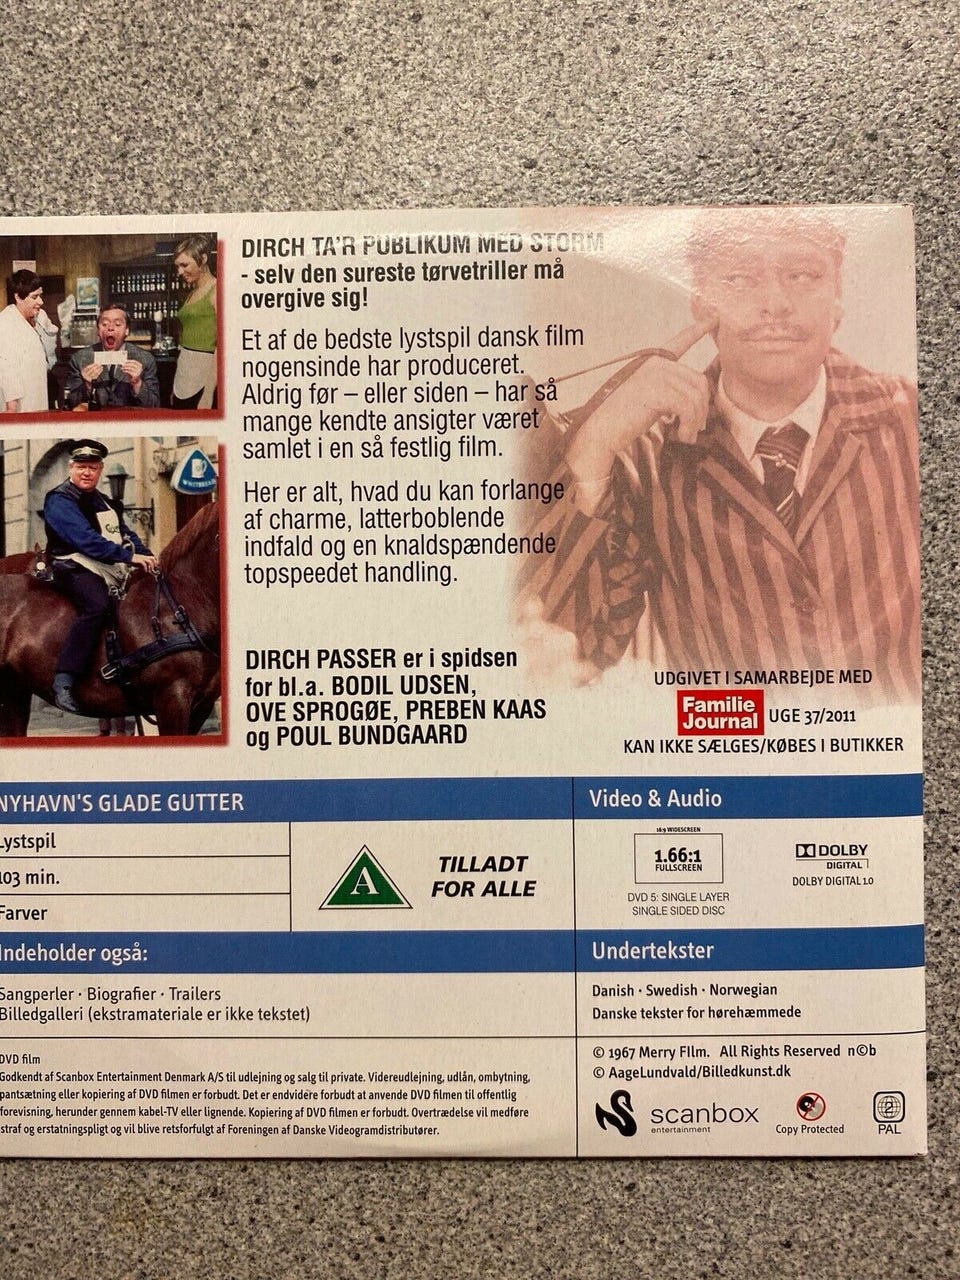 DIRCH TA'R PUBLIKUM MED STORM
- selv den sureste tørvetriller må
overgive sig!
Et af de bedste lystspil dansk film
nogensinde har produceret.
Aldrig før – eller siden – har så
mange kendte ansigter været
samlet i en så festlig film.
Her er alt, hvad du kan forlange
af charme, latterboblende
indfald og en knaldspændende
topspeedet handling.
DIRCH PASSER er i spidsen
for bl.a. BODIL UDSEN,
OVE SPROGØE, PREBEN KAAS
og POUL BUNDGAARD
UDGIVET I SAMARBEJDE MED
Familie
Journal UGE 37/2011
KAN IKKE SÆLGES/KØBES I BUTIKKER
WHITBREAD
NYHAVN'S GLADE GUTTER
Lystspil
103 min.
Farver
A
TILLADT
FOR ALLE
Video & Audio
16:9 WIDESCREEN
1.66:1
FULLSCREEN
DVD 5: SINGLE LAYER
SINGLE SIDED DISC
DOLBY
DIGITAL
DOLBY DIGITAL 1.0
Indeholder også:
Sangperler · Biografier · Trailers
Billedgalleri (ekstramateriale er ikke tekstet)
Undertekster
Danish · Swedish · Norwegian
Danske tekster for hørehæmmede
DVD film
Godkendt af Scanbox Entertainment Denmark A/S til udlejning og salg til private. Videreudlejning, udlån, ombytning,
pantsætning eller kopiering af DVD filmen er forbudt. Det er endvidere forbudt at anvende DVD filmen til offentlig
forevisning, herunder gennem kabel-TV eller lignende. Kopiering af DVD filmen er forbudt. Overtrædelse vil medføre
straf og erstatningspligt og vil blive retsforfulgt af Foreningen af Danske Videogramdistributører.
© 1967 Merry FIlm. All Rights Reserved n©b
© AageLundvald/Billedkunst.dk
scanbox
entertainment
Copy Protected
2
PAL